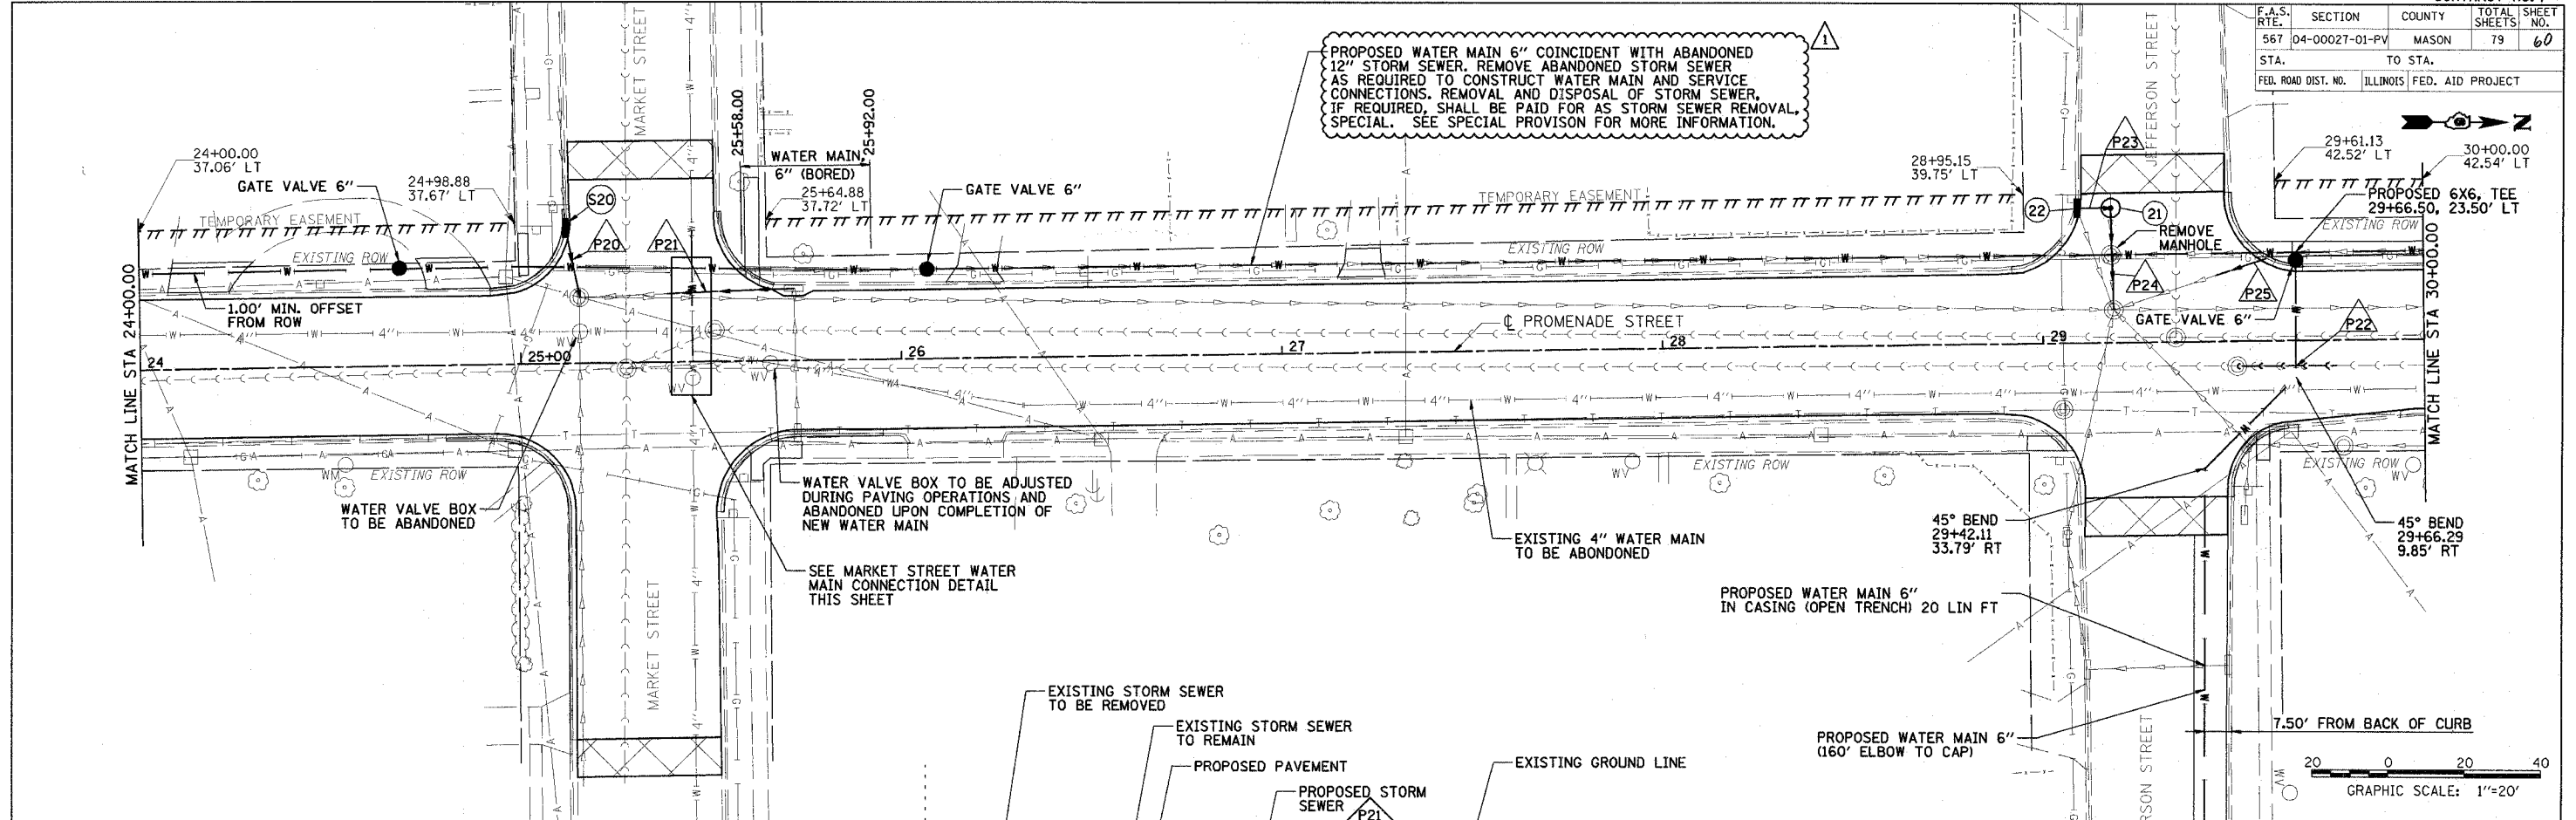 F.A.S. RTE. SECTION COUNTY TOTAL SHEETS SHEET NO.
567 04-00027-01-PV MASON 79 60
STA. TO STA.
FED. ROAD DIST. NO. ILLINOIS FED. AID PROJECT
N
PROPOSED WATER MAIN 6" COINCIDENT WITH ABANDONED
12" STORM SEWER. REMOVE ABANDONED STORM SEWER
AS REQUIRED TO CONSTRUCT WATER MAIN AND SERVICE
CONNECTIONS. REMOVAL AND DISPOSAL OF STORM SEWER,
IF REQUIRED, SHALL BE PAID FOR AS STORM SEWER REMOVAL,
SPECIAL. SEE SPECIAL PROVISON FOR MORE INFORMATION.
1
MARKET STREET
JEFFERSON STREET
25+58.00
25+92.00
WATER MAIN,
6" (BORED)
25+64.88
37.72' LT
24+00.00
37.06' LT
GATE VALVE 6"
24+98.88
37.67' LT
S20
P20
P21
GATE VALVE 6"
TEMPORARY EASEMENT
EXISTING ROW
TEMPORARY EASEMENT
EXISTING ROW
28+95.15
39.75' LT
22
21
P23
REMOVE
MANHOLE
P24
P25
29+61.13
42.52' LT
30+00.00
42.54' LT
PROPOSED 6X6, TEE
29+66.50, 23.50' LT
EXISTING ROW
GATE VALVE 6"
P22
1.00' MIN. OFFSET
FROM ROW
MATCH LINE STA 24+00.00
MATCH LINE STA 30+00.00
℄ PROMENADE STREET
24
25+00
26
27
28
29
WM
EXISTING ROW
WATER VALVE BOX
TO BE ABANDONED
WATER VALVE BOX TO BE ADJUSTED
DURING PAVING OPERATIONS AND
ABANDONED UPON COMPLETION OF
NEW WATER MAIN
SEE MARKET STREET WATER
MAIN CONNECTION DETAIL
THIS SHEET
EXISTING 4" WATER MAIN
TO BE ABONDONED
WV
EXISTING ROW
EXISTING ROW
WV
45° BEND
29+42.11
33.79' RT
45° BEND
29+66.29
9.85' RT
PROPOSED WATER MAIN 6"
IN CASING (OPEN TRENCH) 20 LIN FT
PROPOSED WATER MAIN 6"
(160' ELBOW TO CAP)
7.50' FROM BACK OF CURB
MARKET STREET
RSON STREET
WV
EXISTING STORM SEWER
TO BE REMOVED
EXISTING STORM SEWER
TO REMAIN
PROPOSED PAVEMENT
PROPOSED STORM
SEWER
P21
EXISTING GROUND LINE
20 0 20 40
GRAPHIC SCALE: 1"=20'